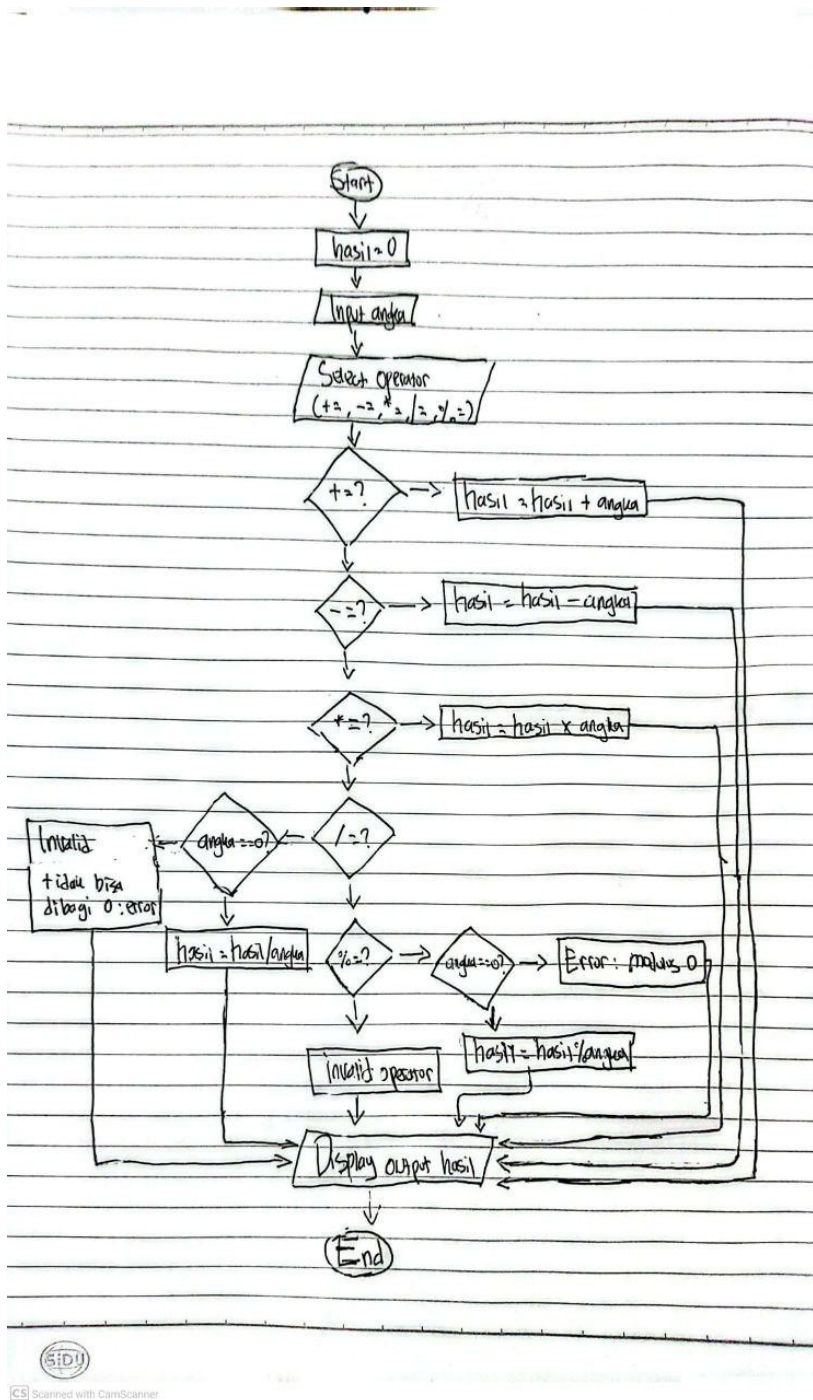 Start
hasil=0
Input angka
Select operator
(+=, -=, *=, /=, %=)
+=?
hasil = hasil + angka
-=?
hasil = hasil - angka
*=?
hasil = hasil x angka
Invalid
tidak bisa
dibagi 0 : error
angka==0?
/=?
hasil = hasil/angka
%=?
angka==0?
Error: modulus 0
hasil = hasil%angka
invalid operator
Display output hasil
End
SiDU
CS Scanned with CamScanner